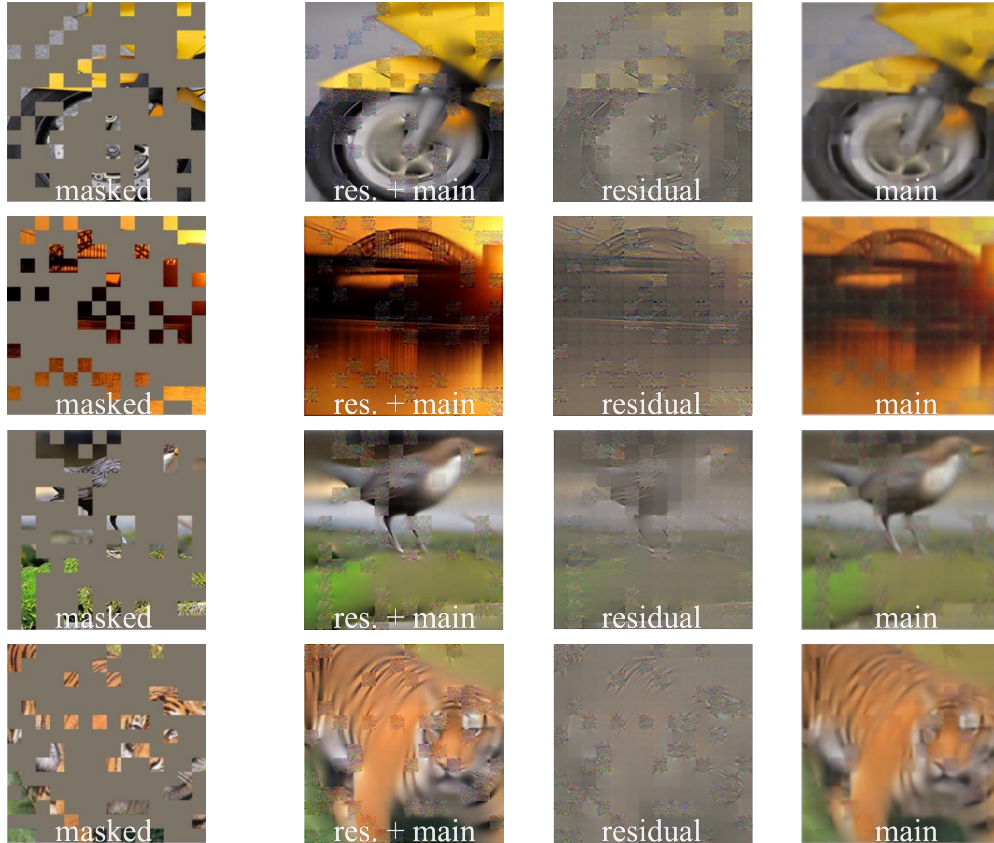 masked
res. + main
residual
main
masked
res. + main
residual
main
masked
res. + main
residual
main
masked
res. + main
residual
main